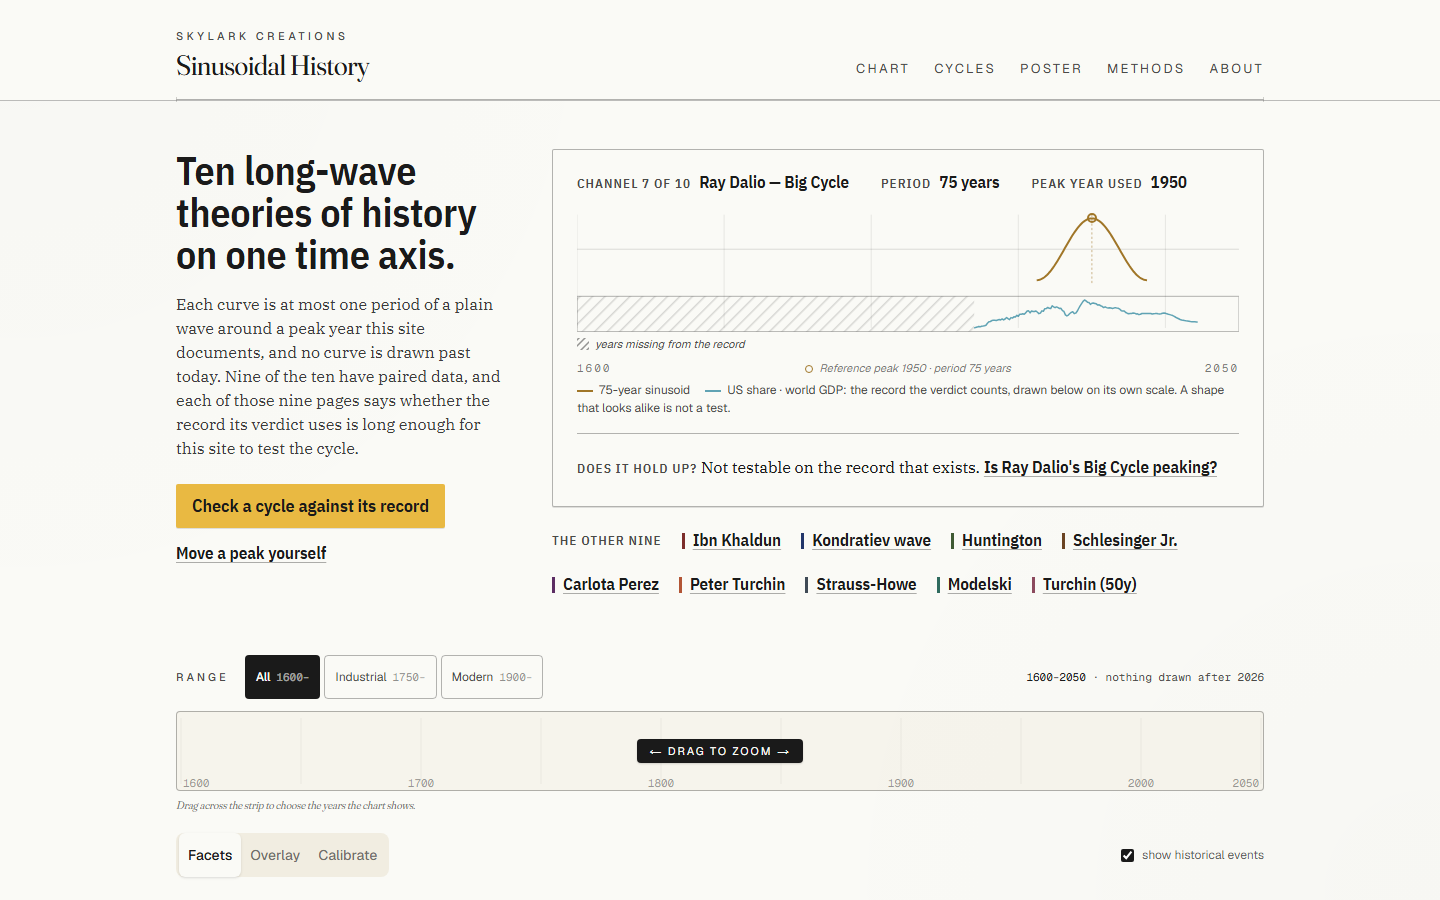 SKYLARK CREATIONS
Sinusoidal History
CHART CYCLES POSTER METHODS ABOUT
Ten long-wave
theories of history
on one time axis.
Each curve is at most one period of a plain
wave around a peak year this site
documents, and no curve is drawn past
today. Nine of the ten have paired data, and
each of those nine pages says whether the
record its verdict uses is long enough for
this site to test the cycle.
Check a cycle against its record
Move a peak yourself
CHANNEL 7 OF 10 Ray Dalio — Big Cycle PERIOD 75 years PEAK YEAR USED 1950
years missing from the record
1600 Reference peak 1950 · period 75 years 2050
75-year sinusoid US share · world GDP: the record the verdict counts, drawn below on its own scale. A shape
that looks alike is not a test.
DOES IT HOLD UP? Not testable on the record that exists. Is Ray Dalio's Big Cycle peaking?
THE OTHER NINE Ibn Khaldun Kondratiev wave Huntington Schlesinger Jr.
Carlota Perez Peter Turchin Strauss-Howe Modelski Turchin (50y)
RANGE All 1600– Industrial 1750– Modern 1900– 1600–2050 · nothing drawn after 2026
← DRAG TO ZOOM →
1600 1700 1800 1900 2000 2050
Drag across the strip to choose the years the chart shows.
Facets Overlay Calibrate show historical events